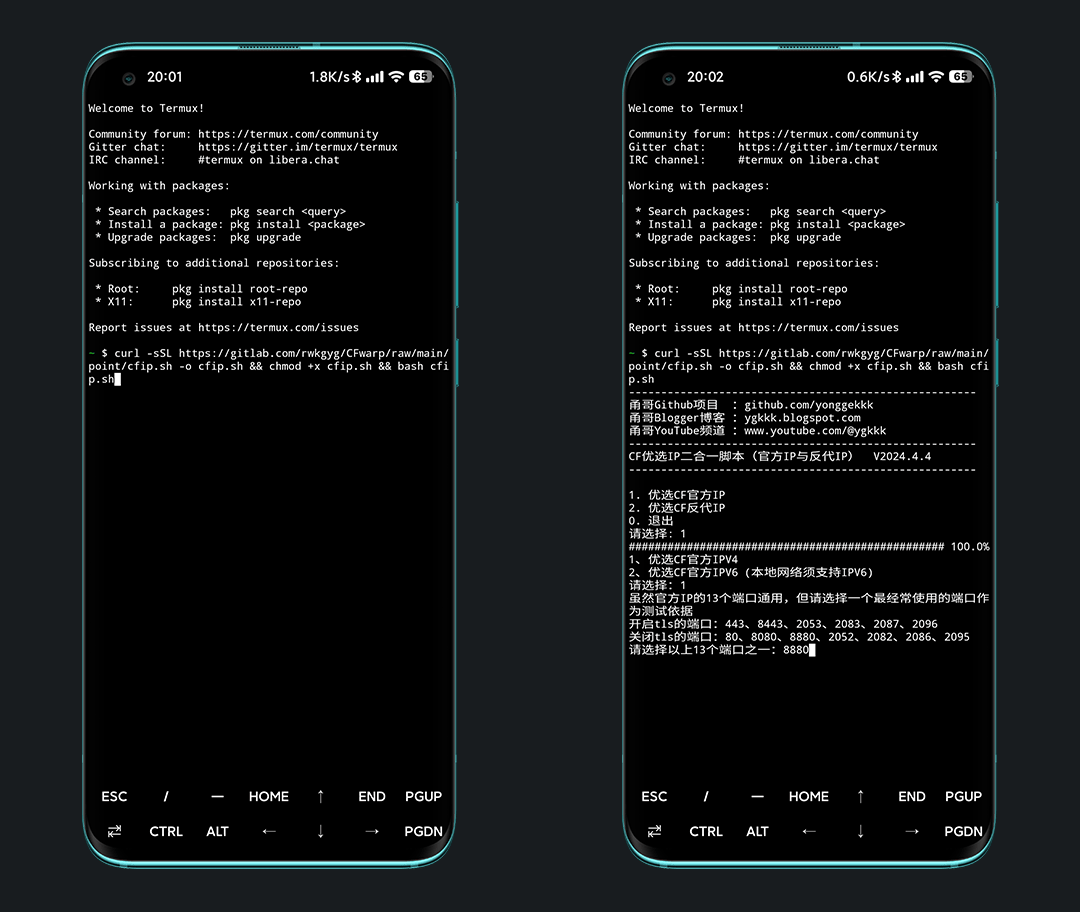 20:01
1.8K/s 65
Welcome to Termux!
Community forum: https://termux.com/community
Gitter chat: https://gitter.im/termux/termux
IRC channel: #termux on libera.chat
Working with packages:
* Search packages: pkg search <query>
* Install a package: pkg install <package>
* Upgrade packages: pkg upgrade
Subscribing to additional repositories:
* Root: pkg install root-repo
* X11: pkg install x11-repo
Report issues at https://termux.com/issues
~ $ curl -sSL https://gitlab.com/rwkgyg/CFwarp/raw/main/
point/cfip.sh -o cfip.sh && chmod +x cfip.sh && bash cfi
p.sh
ESC / — HOME ↑ END PGUP
⇄ CTRL ALT ← ↓ → PGDN
20:02
0.6K/s 65
Welcome to Termux!
Community forum: https://termux.com/community
Gitter chat: https://gitter.im/termux/termux
IRC channel: #termux on libera.chat
Working with packages:
* Search packages: pkg search <query>
* Install a package: pkg install <package>
* Upgrade packages: pkg upgrade
Subscribing to additional repositories:
* Root: pkg install root-repo
* X11: pkg install x11-repo
Report issues at https://termux.com/issues
~ $ curl -sSL https://gitlab.com/rwkgyg/CFwarp/raw/main/
point/cfip.sh -o cfip.sh && chmod +x cfip.sh && bash cfi
p.sh
------------------------------------------------------
甬哥Github项目 ：github.com/yonggekkk
甬哥Blogger博客 ：ygkkk.blogspot.com
甬哥YouTube频道 ：www.youtube.com/@ygkkk
------------------------------------------------------
CF优选IP二合一脚本（官方IP与反代IP） V2024.4.4
------------------------------------------------------
1. 优选CF官方IP
2. 优选CF反代IP
0. 退出
请选择: 1
################################################# 100.0%
1、优选CF官方IPV4
2、优选CF官方IPV6 (本地网络须支持IPV6)
请选择：1
虽然官方IP的13个端口通用，但请选择一个最经常使用的端口作
为测试依据
开启tls的端口：443、8443、2053、2083、2087、2096
关闭tls的端口：80、8080、8880、2052、2082、2086、2095
请选择以上13个端口之一：8880
ESC / — HOME ↑ END PGUP
⇄ CTRL ALT ← ↓ → PGDN